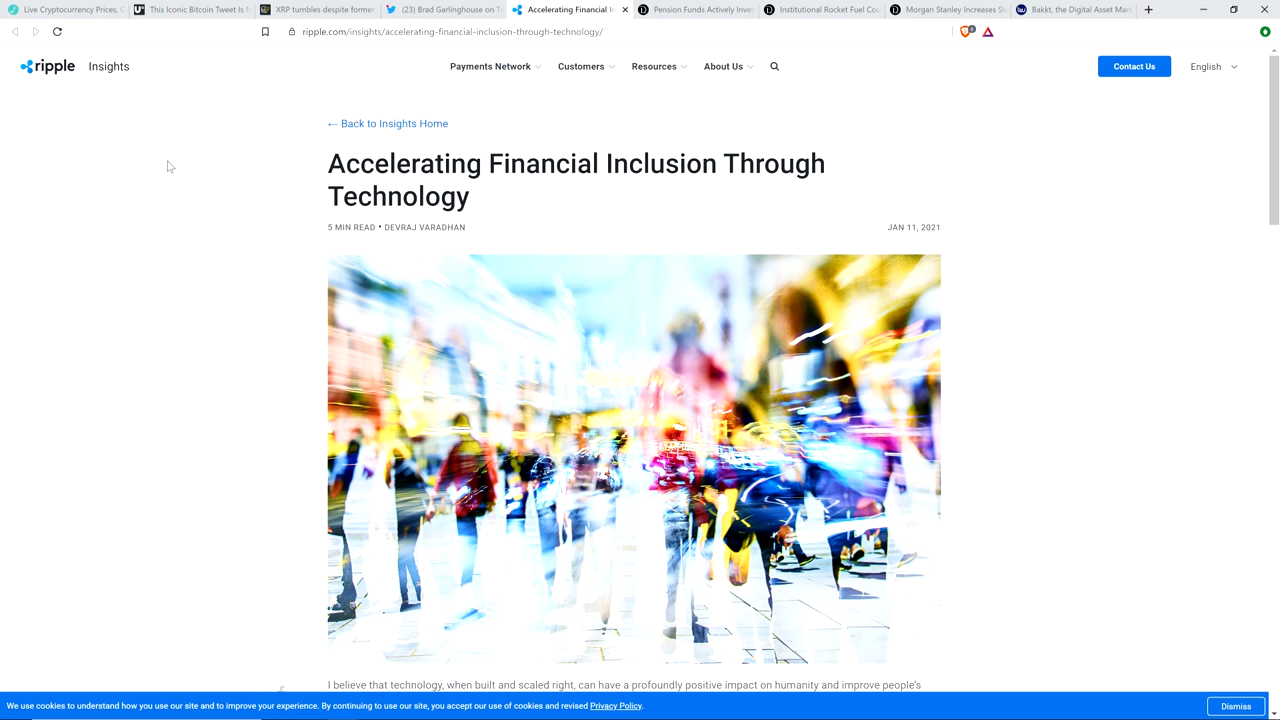 Live Cryptocurrency Prices, C
This Iconic Bitcoin Tweet Is N
XRP tumbles despite former
(23) Brad Garlinghouse on Tw
Accelerating Financial In
Pension Funds Actively Inves
Institutional Rocket Fuel Cou
Morgan Stanley Increases St
Bakkt, the Digital Asset Mark
ripple.com/insights/accelerating-financial-inclusion-through-technology/
ripple Insights
Payments Network
Customers
Resources
About Us
Contact Us
English
← Back to Insights Home
Accelerating Financial Inclusion Through
Technology
5 MIN READ • DEVRAJ VARADHAN
JAN 11, 2021
I believe that technology, when built and scaled right, can have a profoundly positive impact on humanity and improve people's
We use cookies to understand how you use our site and to improve your experience. By continuing to use our site, you accept our use of cookies and revised Privacy Policy.
Dismiss